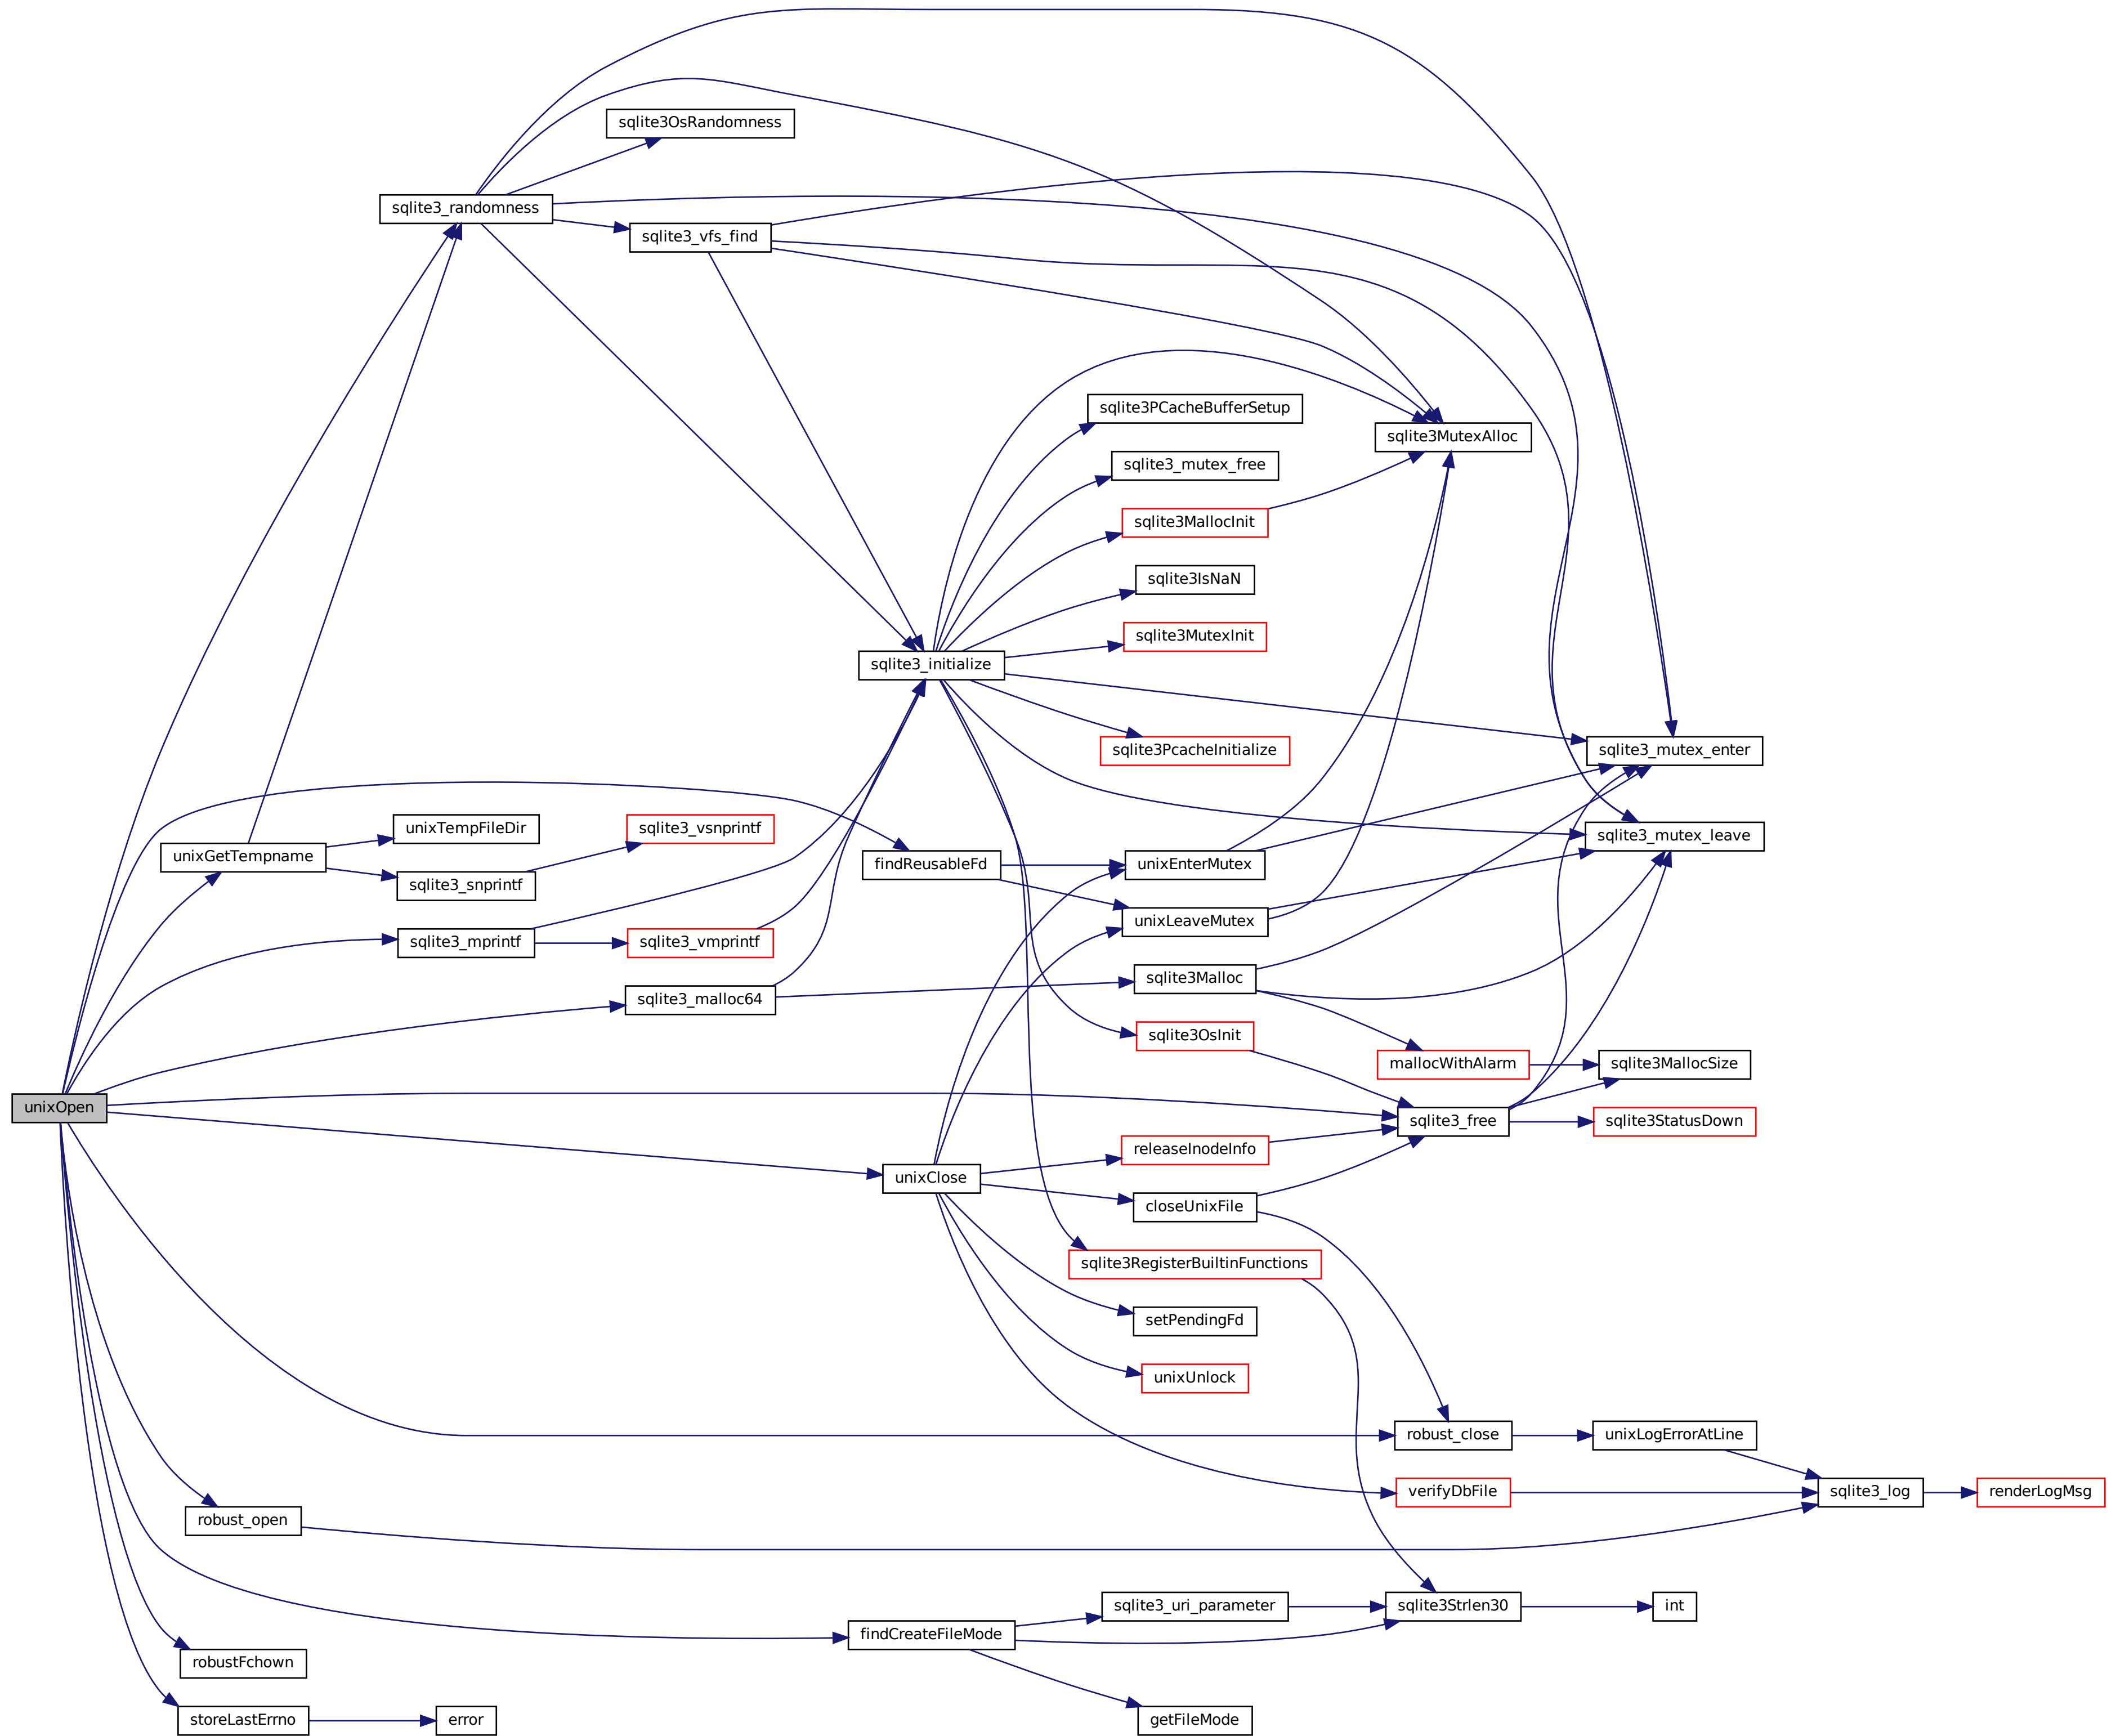 sqlite3OsRandomness
sqlite3_randomness
sqlite3_vfs_find
sqlite3PCacheBufferSetup
sqlite3MutexAlloc
sqlite3_mutex_free
sqlite3MallocInit
sqlite3IsNaN
sqlite3MutexInit
sqlite3_initialize
sqlite3PcacheInitialize
sqlite3_mutex_enter
unixTempFileDir
sqlite3_vsnprintf
sqlite3_mutex_leave
unixGetTempname
findReusableFd
unixEnterMutex
sqlite3_snprintf
unixLeaveMutex
sqlite3_mprintf
sqlite3_vmprintf
sqlite3Malloc
sqlite3_malloc64
sqlite3OsInit
mallocWithAlarm
sqlite3MallocSize
unixOpen
sqlite3_free
sqlite3StatusDown
releaseInodeInfo
unixClose
closeUnixFile
sqlite3RegisterBuiltinFunctions
setPendingFd
unixUnlock
robust_close
unixLogErrorAtLine
verifyDbFile
sqlite3_log
renderLogMsg
robust_open
sqlite3_uri_parameter
sqlite3Strlen30
int
findCreateFileMode
robustFchown
storeLastErrno
error
getFileMode